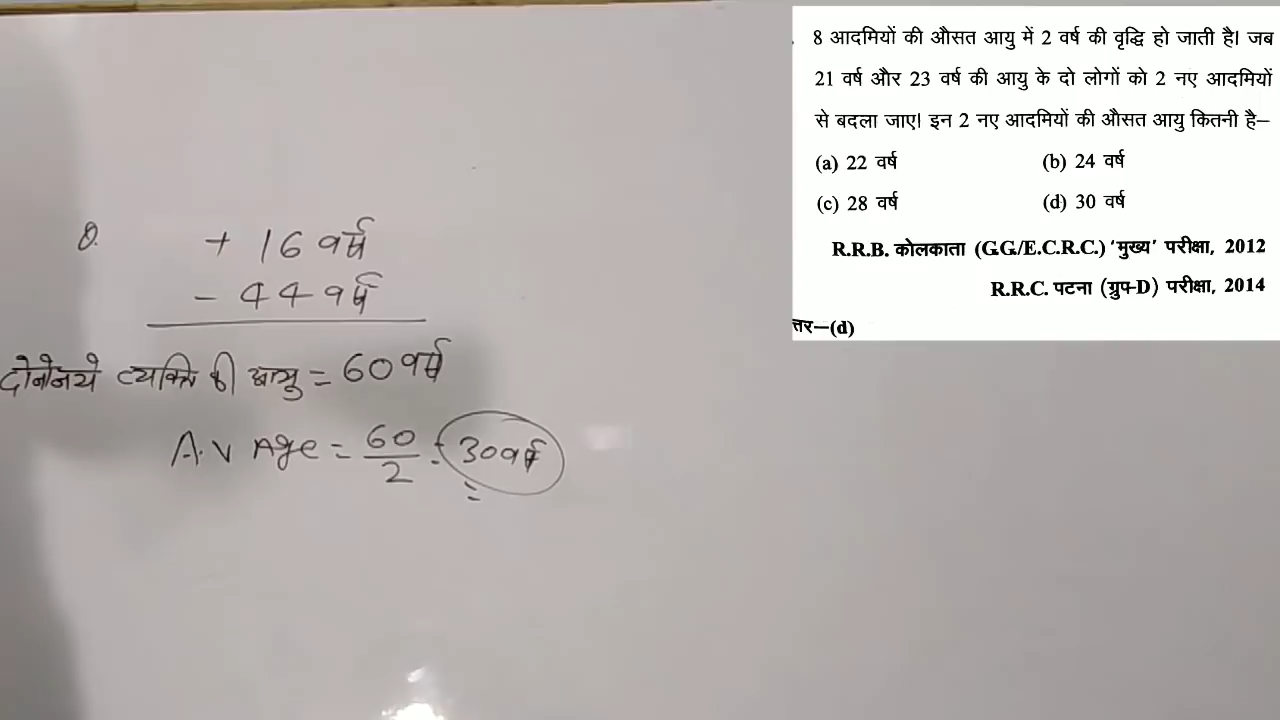 8 आदमियों की औसत आयु में 2 वर्ष की वृद्धि हो जाती है। जब
21 वर्ष और 23 वर्ष की आयु के दो लोगों को 2 नए आदमियों
से बदला जाए। इन 2 नए आदमियों की औसत आयु कितनी है–
(a) 22 वर्ष (b) 24 वर्ष
(c) 28 वर्ष (d) 30 वर्ष
R.R.B. कोलकाता (G.G./E.C.R.C.) ‘मुख्य’ परीक्षा, 2012
R.R.C. पटना (ग्रुप-D) परीक्षा, 2014
त्तर–(d)
+ 16 वर्ष
- 44 वर्ष
दोनो नये व्यक्ति की आयु = 60 वर्ष
A.V Age = 60/2 = 30 वर्ष